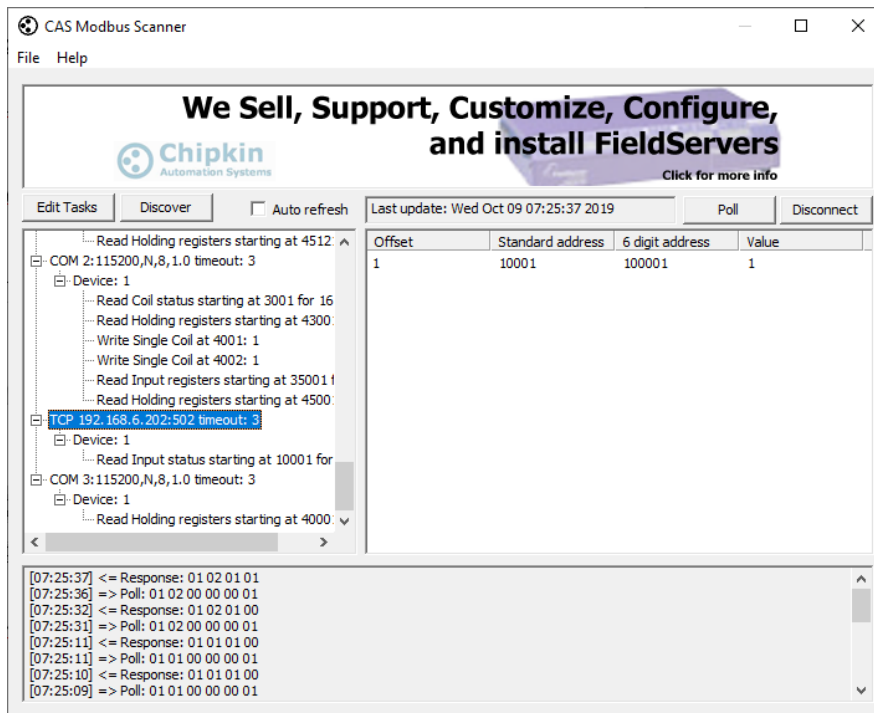 CAS Modbus Scanner
File Help
We Sell, Support, Customize, Configure,
and install FieldServers
Chipkin
Automation Systems
Click for more info
Edit Tasks Discover Auto refresh Last update: Wed Oct 09 07:25:37 2019 Poll Disconnect
Read Holding registers starting at 4512
COM 2:115200,N,8,1.0 timeout: 3
Device: 1
Read Coil status starting at 3001 for 16
Read Holding registers starting at 4300
Write Single Coil at 4001: 1
Write Single Coil at 4002: 1
Read Input registers starting at 35001 f
Read Holding registers starting at 4500
TCP 192.168.6.202:502 timeout: 3
Device: 1
Read Input status starting at 10001 for
COM 3:115200,N,8,1.0 timeout: 3
Device: 1
Read Holding registers starting at 4000
Offset Standard address 6 digit address Value
1 10001 100001 1
[07:25:37] <= Response: 01 02 01 01
[07:25:36] => Poll: 01 02 00 00 00 01
[07:25:32] <= Response: 01 02 01 00
[07:25:31] => Poll: 01 02 00 00 00 01
[07:25:11] <= Response: 01 01 01 00
[07:25:11] => Poll: 01 01 00 00 00 01
[07:25:10] <= Response: 01 01 01 00
[07:25:09] => Poll: 01 01 00 00 00 01